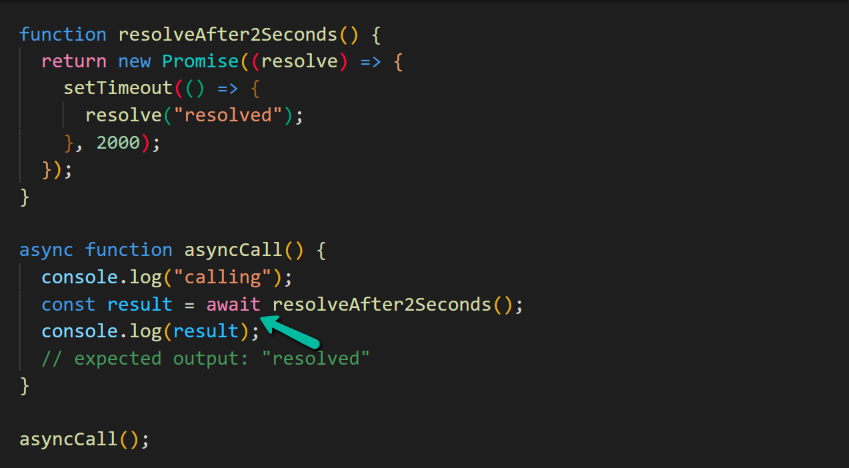 function resolveAfter2Seconds() {
  return new Promise((resolve) => {
    setTimeout(() => {
      resolve("resolved");
    }, 2000);
  });
}

async function asyncCall() {
  console.log("calling");
  const result = await resolveAfter2Seconds();
  console.log(result);
  // expected output: "resolved"
}

asyncCall();